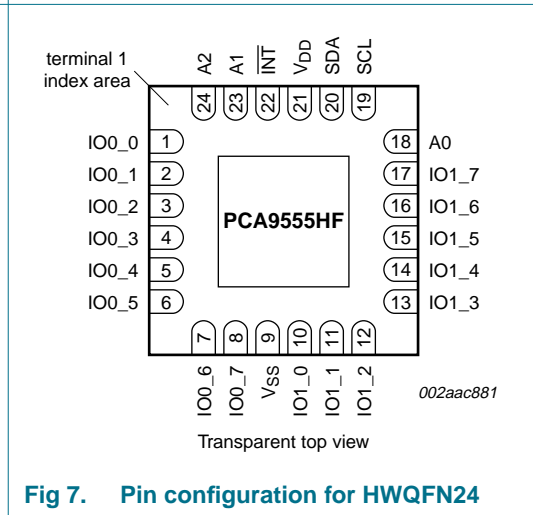 terminal 1
index area
A2
A1
INT
VDD
SDA
SCL
24
23
22
21
20
19
IO0_0 1
IO0_1 2
IO0_2 3
IO0_3 4
IO0_4 5
IO0_5 6
PCA9555HF
18 A0
17 IO1_7
16 IO1_6
15 IO1_5
14 IO1_4
13 IO1_3
7
8
9
10
11
12
IO0_6
IO0_7
VSS
IO1_0
IO1_1
IO1_2
002aac881
Transparent top view
Fig 7. Pin configuration for HWQFN24